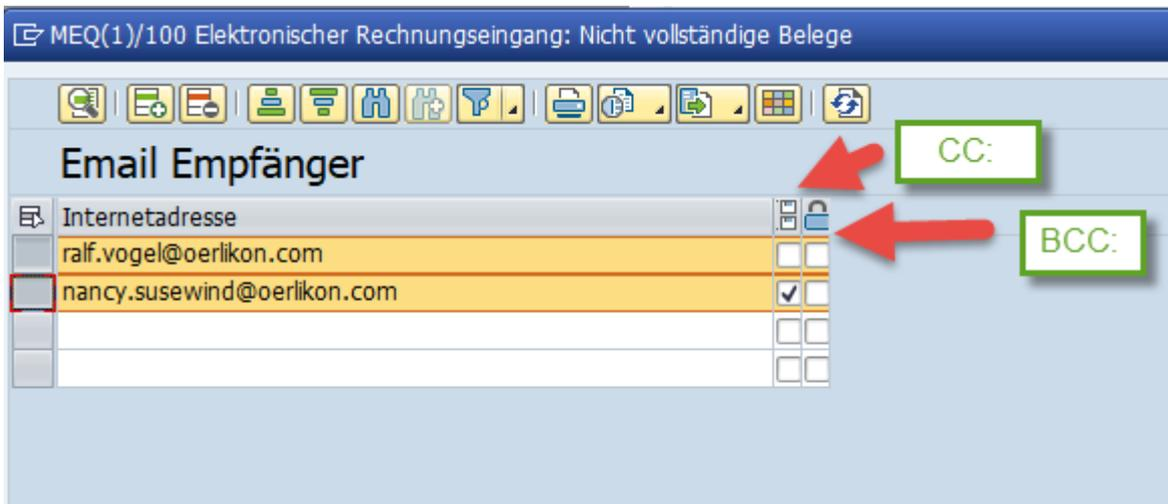 MEQ(1)/100 Elektronischer Rechnungseingang: Nicht vollständige Belege
CC:
Email Empfänger
Internetadresse
BCC:
ralf.vogel@oerlikon.com
nancy.susewind@oerlikon.com